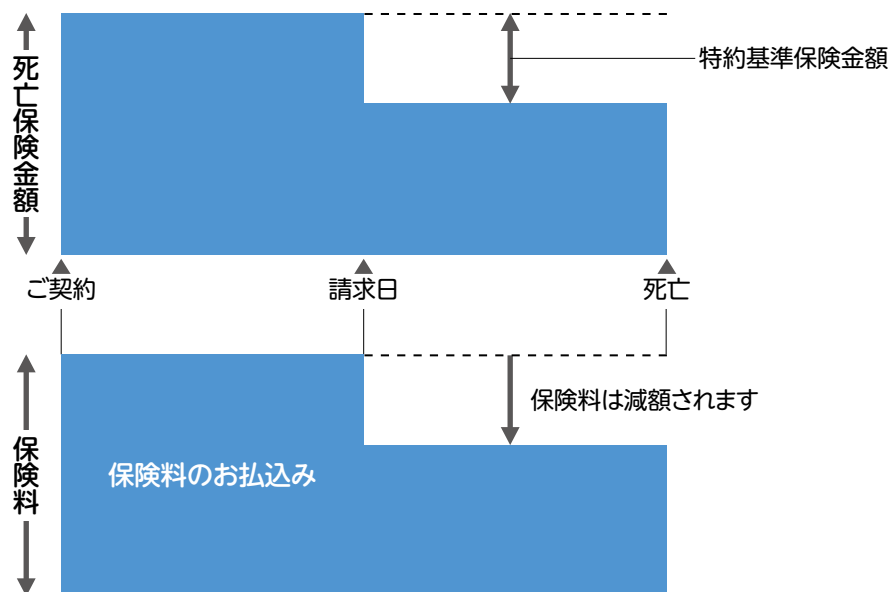 死亡保険金額
特約基準保険金額
ご契約
請求日
死亡
保険料
保険料は減額されます
保険料のお払込み